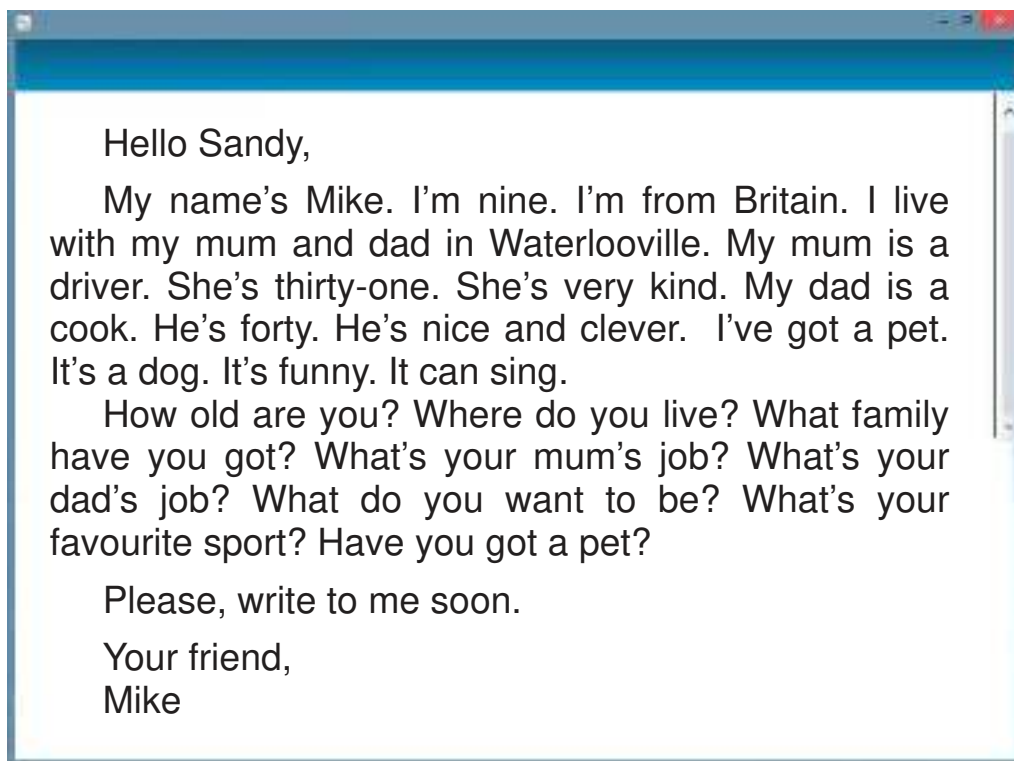 Hello Sandy,
My name's Mike. I'm nine. I'm from Britain. I live
with my mum and dad in Waterlooville. My mum is a
driver. She's thirty-one. She's very kind. My dad is a
cook. He's forty. He's nice and clever.  I've got a pet.
It's a dog. It's funny. It can sing.
How old are you? Where do you live? What family
have you got? What's your mum's job? What's your
dad's job? What do you want to be? What's your
favourite sport? Have you got a pet?
Please, write to me soon.
Your friend,
Mike